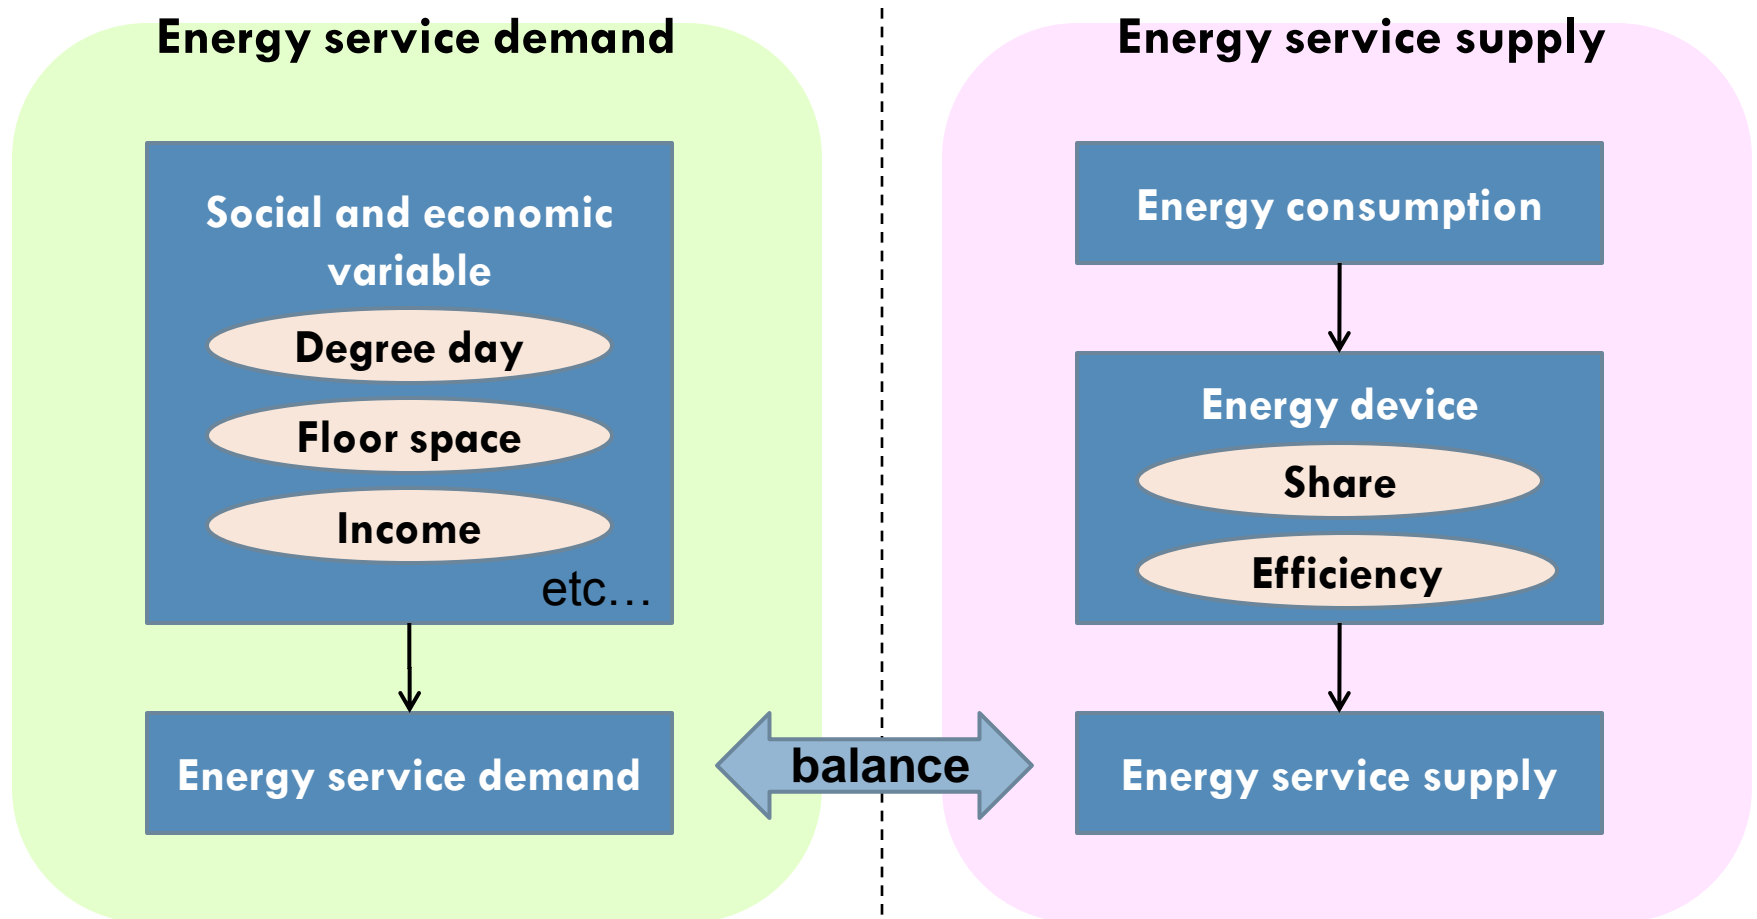 Energy service demand
Social and economic
variable
Degree day
Floor space
Income
etc...
Energy service demand
balance
Energy service supply
Energy consumption
Energy device
Share
Efficiency
Energy service supply